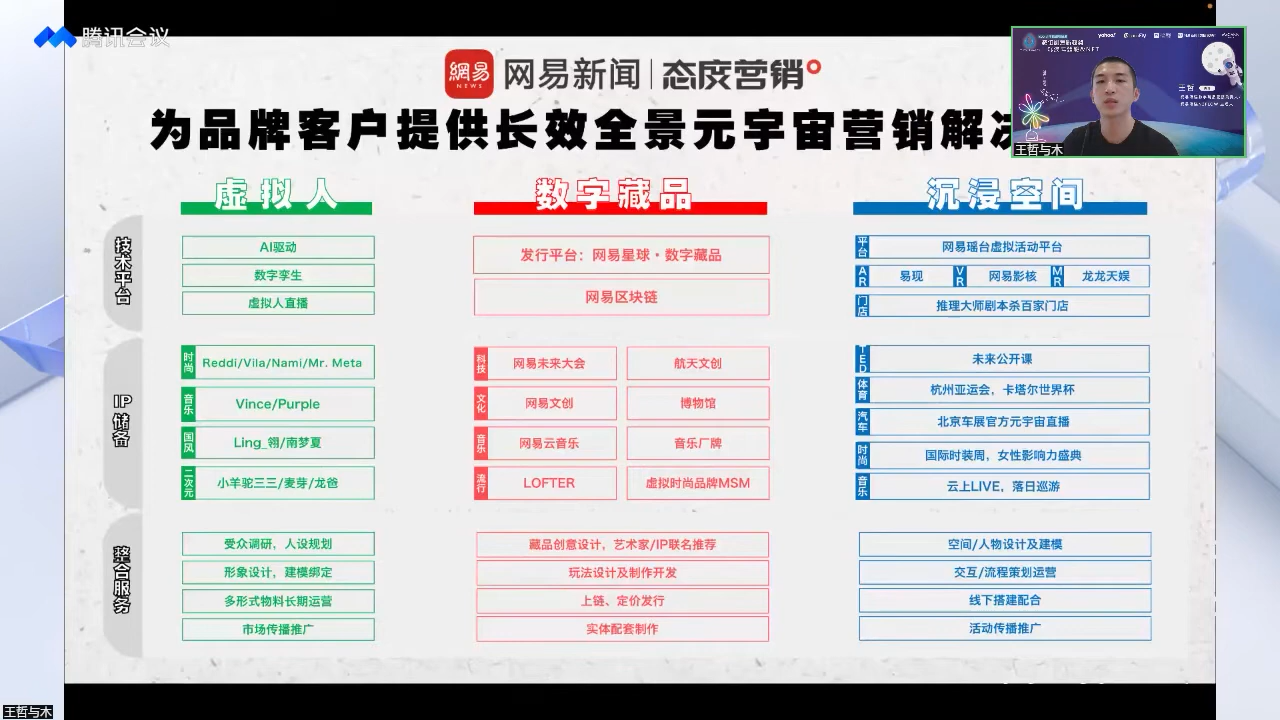 腾讯会议
網易
NEWS
网易新闻
态度营销
为品牌客户提供长效全景元宇宙营销解决
王哲
王哲与木
虚拟人
数字藏品
沉浸空间
技术平台
AI驱动
数字孪生
虚拟人直播
发行平台：网易星球·数字藏品
网易区块链
平台
网易瑶台虚拟活动平台
AR
易现
VR
网易影核
MR
龙龙天娱
门店
推理大师剧本杀百家门店
IP储备
时尚
Reddi/Vila/Nami/Mr. Meta
音乐
Vince/Purple
国风
Ling_翎/南梦夏
二次元
小羊驼三三/麦芽/龙爸
科技
网易未来大会
航天文创
文化
网易文创
博物馆
音乐
网易云音乐
音乐厂牌
流行
LOFTER
虚拟时尚品牌MSM
TED
未来公开课
体育
杭州亚运会，卡塔尔世界杯
汽车
北京车展官方元宇宙直播
时尚
国际时装周，女性影响力盛典
音乐
云上LIVE，落日巡游
整合服务
受众调研，人设规划
形象设计，建模绑定
多形式物料长期运营
市场传播推广
藏品创意设计，艺术家/IP联名推荐
玩法设计及制作开发
上链、定价发行
实体配套制作
空间/人物设计及建模
交互/流程策划运营
线下搭建配合
活动传播推广
王哲与木